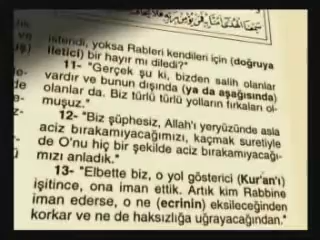 istendi, yoksa Rableri kendileri için (doğruya
iletici) bir hayır mı diledi?"
11- "Gerçek şu ki, bizden salih olanlar
vardır ve bunun dışında (ya da aşağısında)
olanlar da. Biz türlü türlü yolların fırkaları ol-
muşuz."
12- "Biz şüphesiz, Allah'ı yeryüzünde asla
aciz bırakamıyacağımızı, kaçmak suretiyle
de O'nu hiç bir şekilde aciz bırakamıyacağı-
mızı anladık."
13- "Elbette biz, o yol gösterici (Kur'an'ı)
işitince, ona iman ettik. Artık kim Rabbine
iman ederse, o ne (ecrinin) eksileceğinden
korkar ve ne de haksızlığa uğrayacağından."